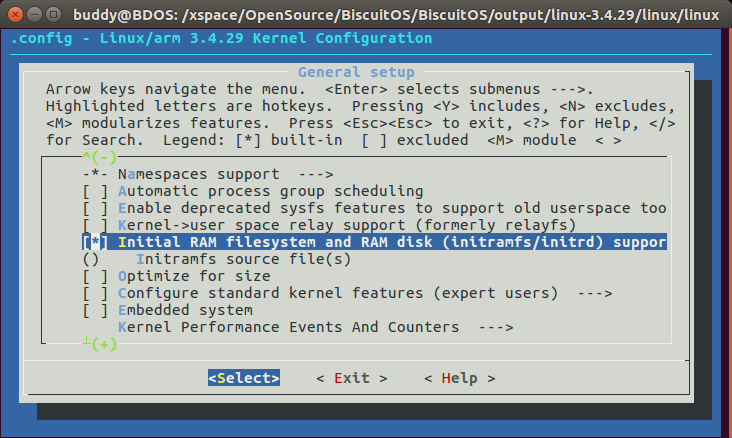 buddy@BDOS: /xspace/OpenSource/BiscuitOS/BiscuitOS/output/linux-3.4.29/linux/linux
.config - Linux/arm 3.4.29 Kernel Configuration
General setup
Arrow keys navigate the menu.  <Enter> selects submenus --->.
Highlighted letters are hotkeys.  Pressing <Y> includes, <N> excludes,
<M> modularizes features.  Press <Esc><Esc> to exit, <?> for Help, </>
for Search.  Legend: [*] built-in  [ ] excluded  <M> module  < >
^(-)
-*- Namespaces support  --->
[ ] Automatic process group scheduling
[ ] Enable deprecated sysfs features to support old userspace too
[ ] Kernel->user space relay support (formerly relayfs)
[*] Initial RAM filesystem and RAM disk (initramfs/initrd) suppor
()    Initramfs source file(s)
[ ] Optimize for size
[ ] Configure standard kernel features (expert users)  --->
[ ] Embedded system
Kernel Performance Events And Counters  --->
┴(+)
<Select>    < Exit >    < Help >